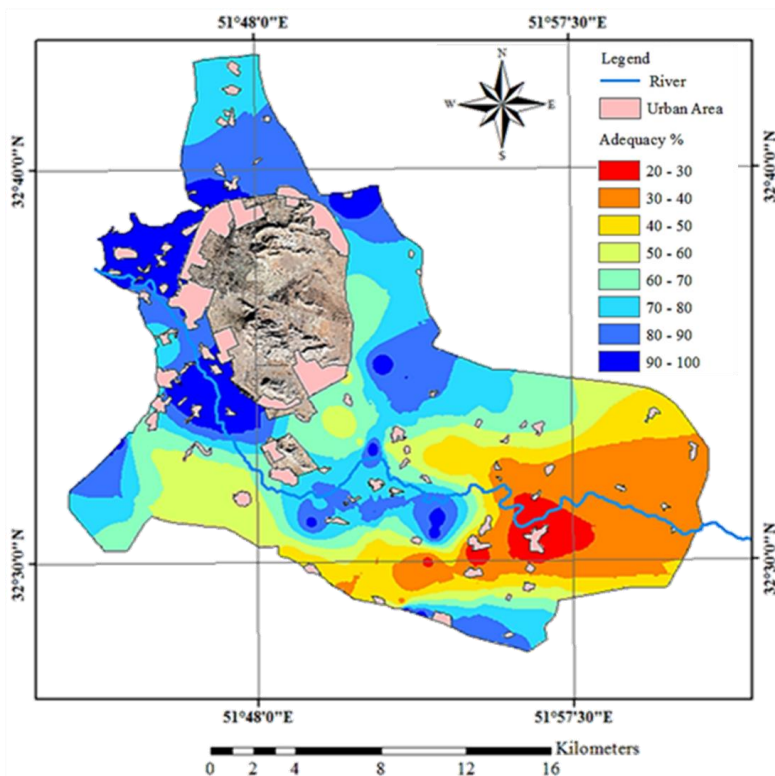 51°48'0"E 51°57'30"E
N
W E
S
Legend
River
Urban Area
Adequacy %
20 - 30
30 - 40
40 - 50
50 - 60
60 - 70
70 - 80
80 - 90
90 - 100
32°40'0"N 32°40'0"N
32°30'0"N 32°30'0"N
51°48'0"E 51°57'30"E
Kilometers
0 2 4 8 12 16